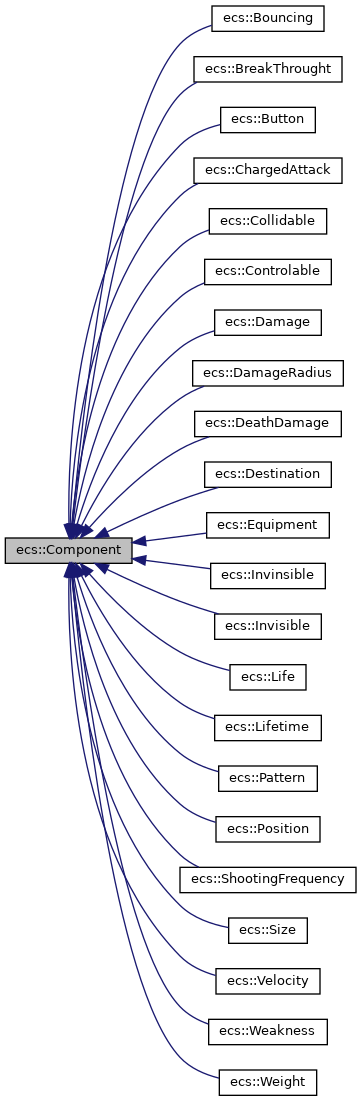 ecs::Bouncing
ecs::BreakThrought
ecs::Button
ecs::ChargedAttack
ecs::Collidable
ecs::Controlable
ecs::Damage
ecs::DamageRadius
ecs::DeathDamage
ecs::Destination
ecs::Equipment
ecs::Component
ecs::Invinsible
ecs::Invisible
ecs::Life
ecs::Lifetime
ecs::Pattern
ecs::Position
ecs::ShootingFrequency
ecs::Size
ecs::Velocity
ecs::Weakness
ecs::Weight